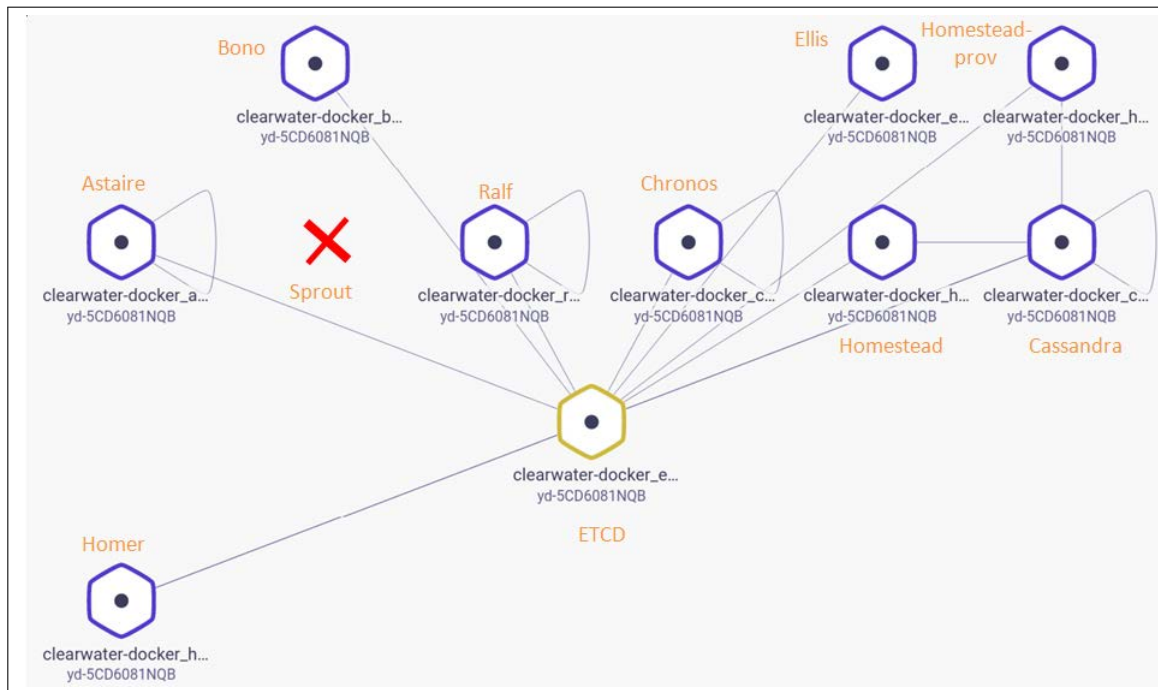 Bono
Ellis
Homestead-
prov
clearwater-docker_b...
yd-5CD6081NQB
clearwater-docker_e...
yd-5CD6081NQB
clearwater-docker_h...
yd-5CD6081NQB
Astaire
Sprout
Ralf
Chronos
clearwater-docker_a...
yd-5CD6081NQB
clearwater-docker_r...
yd-5CD6081NQB
clearwater-docker_c...
yd-5CD6081NQB
clearwater-docker_h...
yd-5CD6081NQB
clearwater-docker_c...
yd-5CD6081NQB
Homestead
Cassandra
clearwater-docker_e...
yd-5CD6081NQB
ETCD
Homer
clearwater-docker_h...
yd-5CD6081NQB